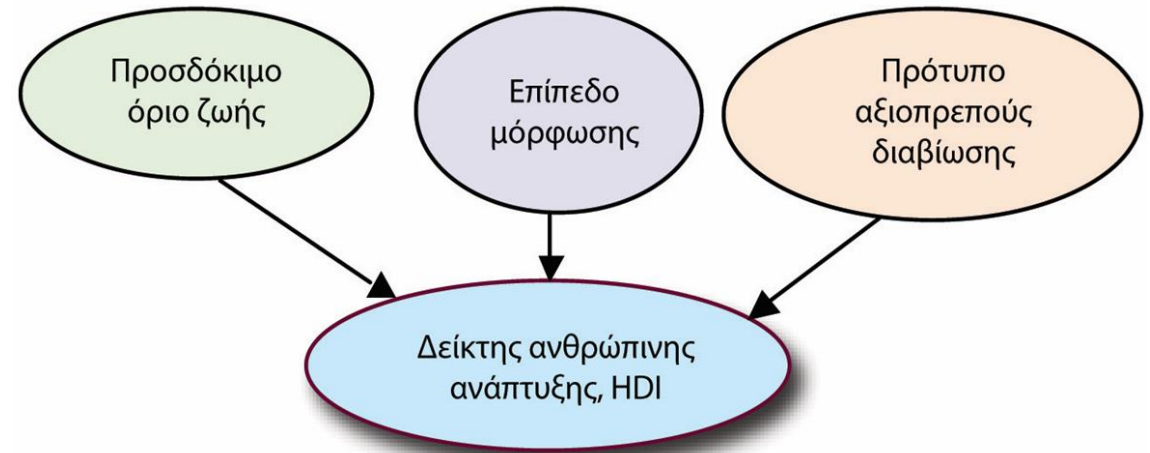 Προσδόκιμο
όριο ζωής
Επίπεδο
μόρφωσης
Πρότυπο
αξιοπρεπούς
διαβίωσης
Δείκτης ανθρώπινης
ανάπτυξης, HDI